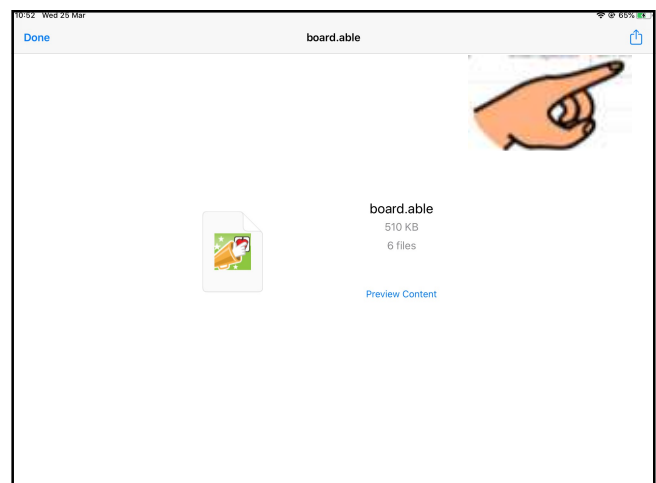 10:52 Wed 25 Mar
65%
Done
board.able
board.able
510 KB
6 files
Preview Content